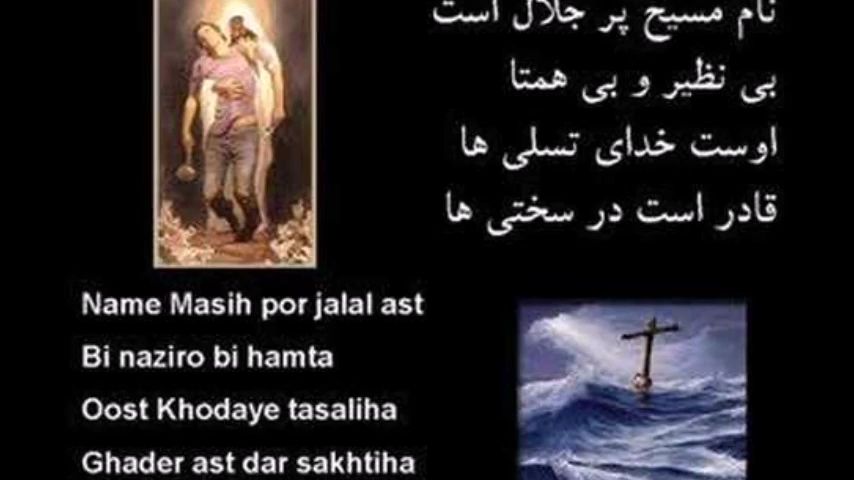 نام مسیح پر جلال است
بی نظیر و بی همتا
اوست خدای تسلی ها
قادر است در سختی ها
Name Masih por jalal ast
Bi naziro bi hamta
Oost Khodaye tasaliha
Ghader ast dar sakhtiha